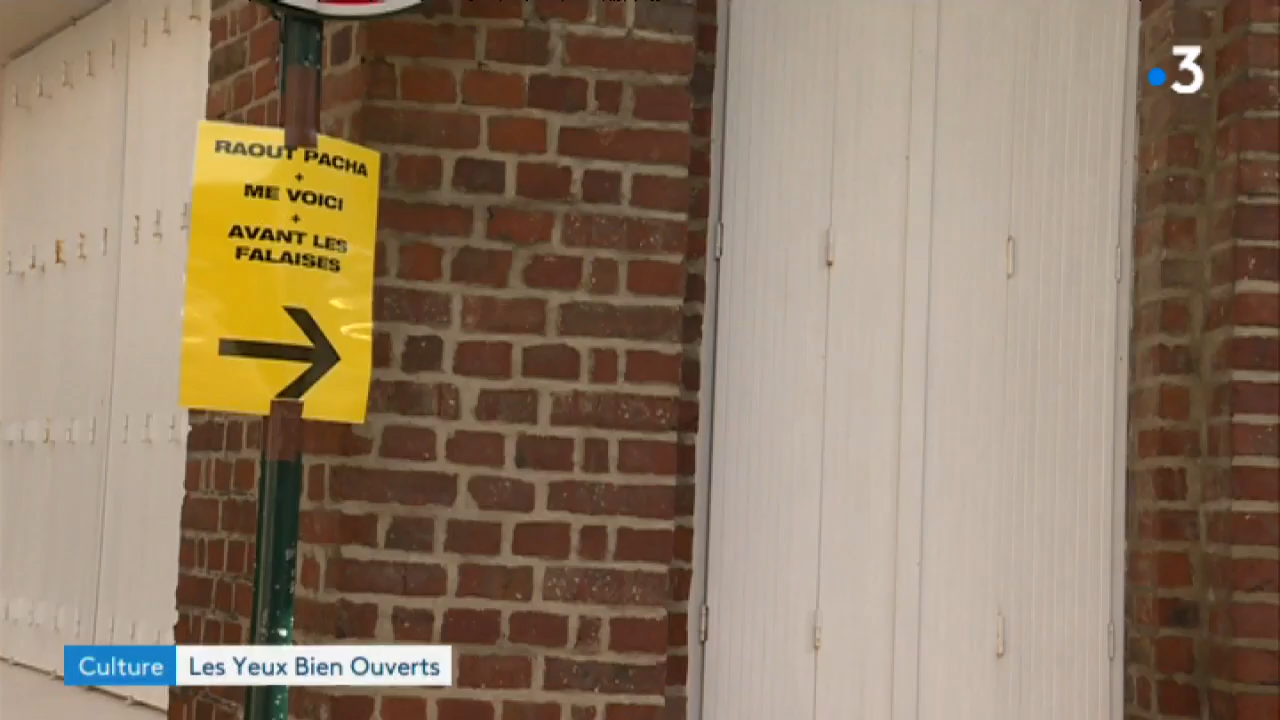 3
RAOUT PACHA
+
ME VOICI
+
AVANT LES
FALAISES
Culture Les Yeux Bien Ouverts